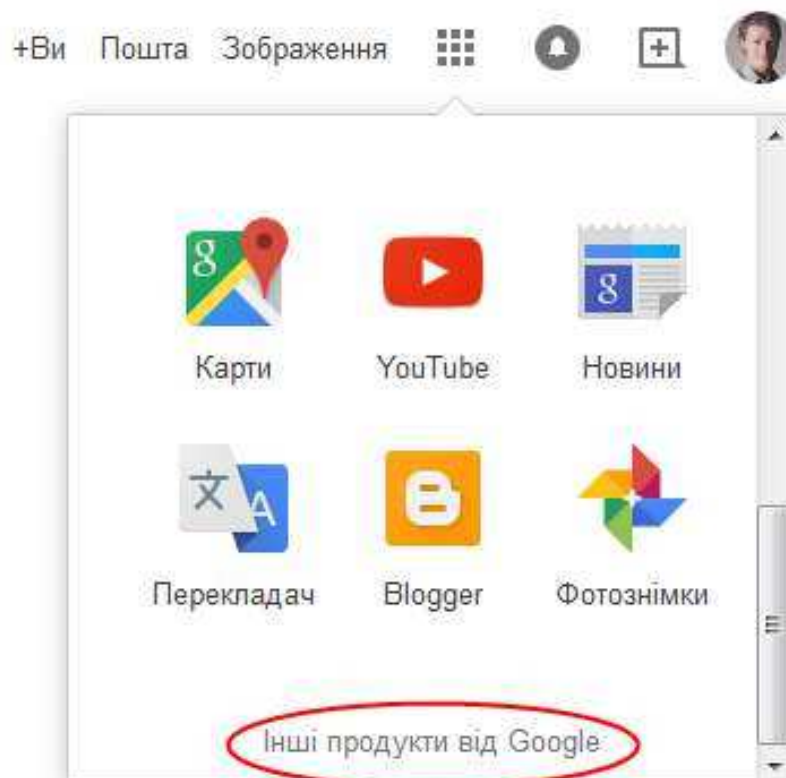 +Ви Пошта Зображення
Карти YouTube Новини
Перекладач Blogger Фотознімки
Інші продукти від Google